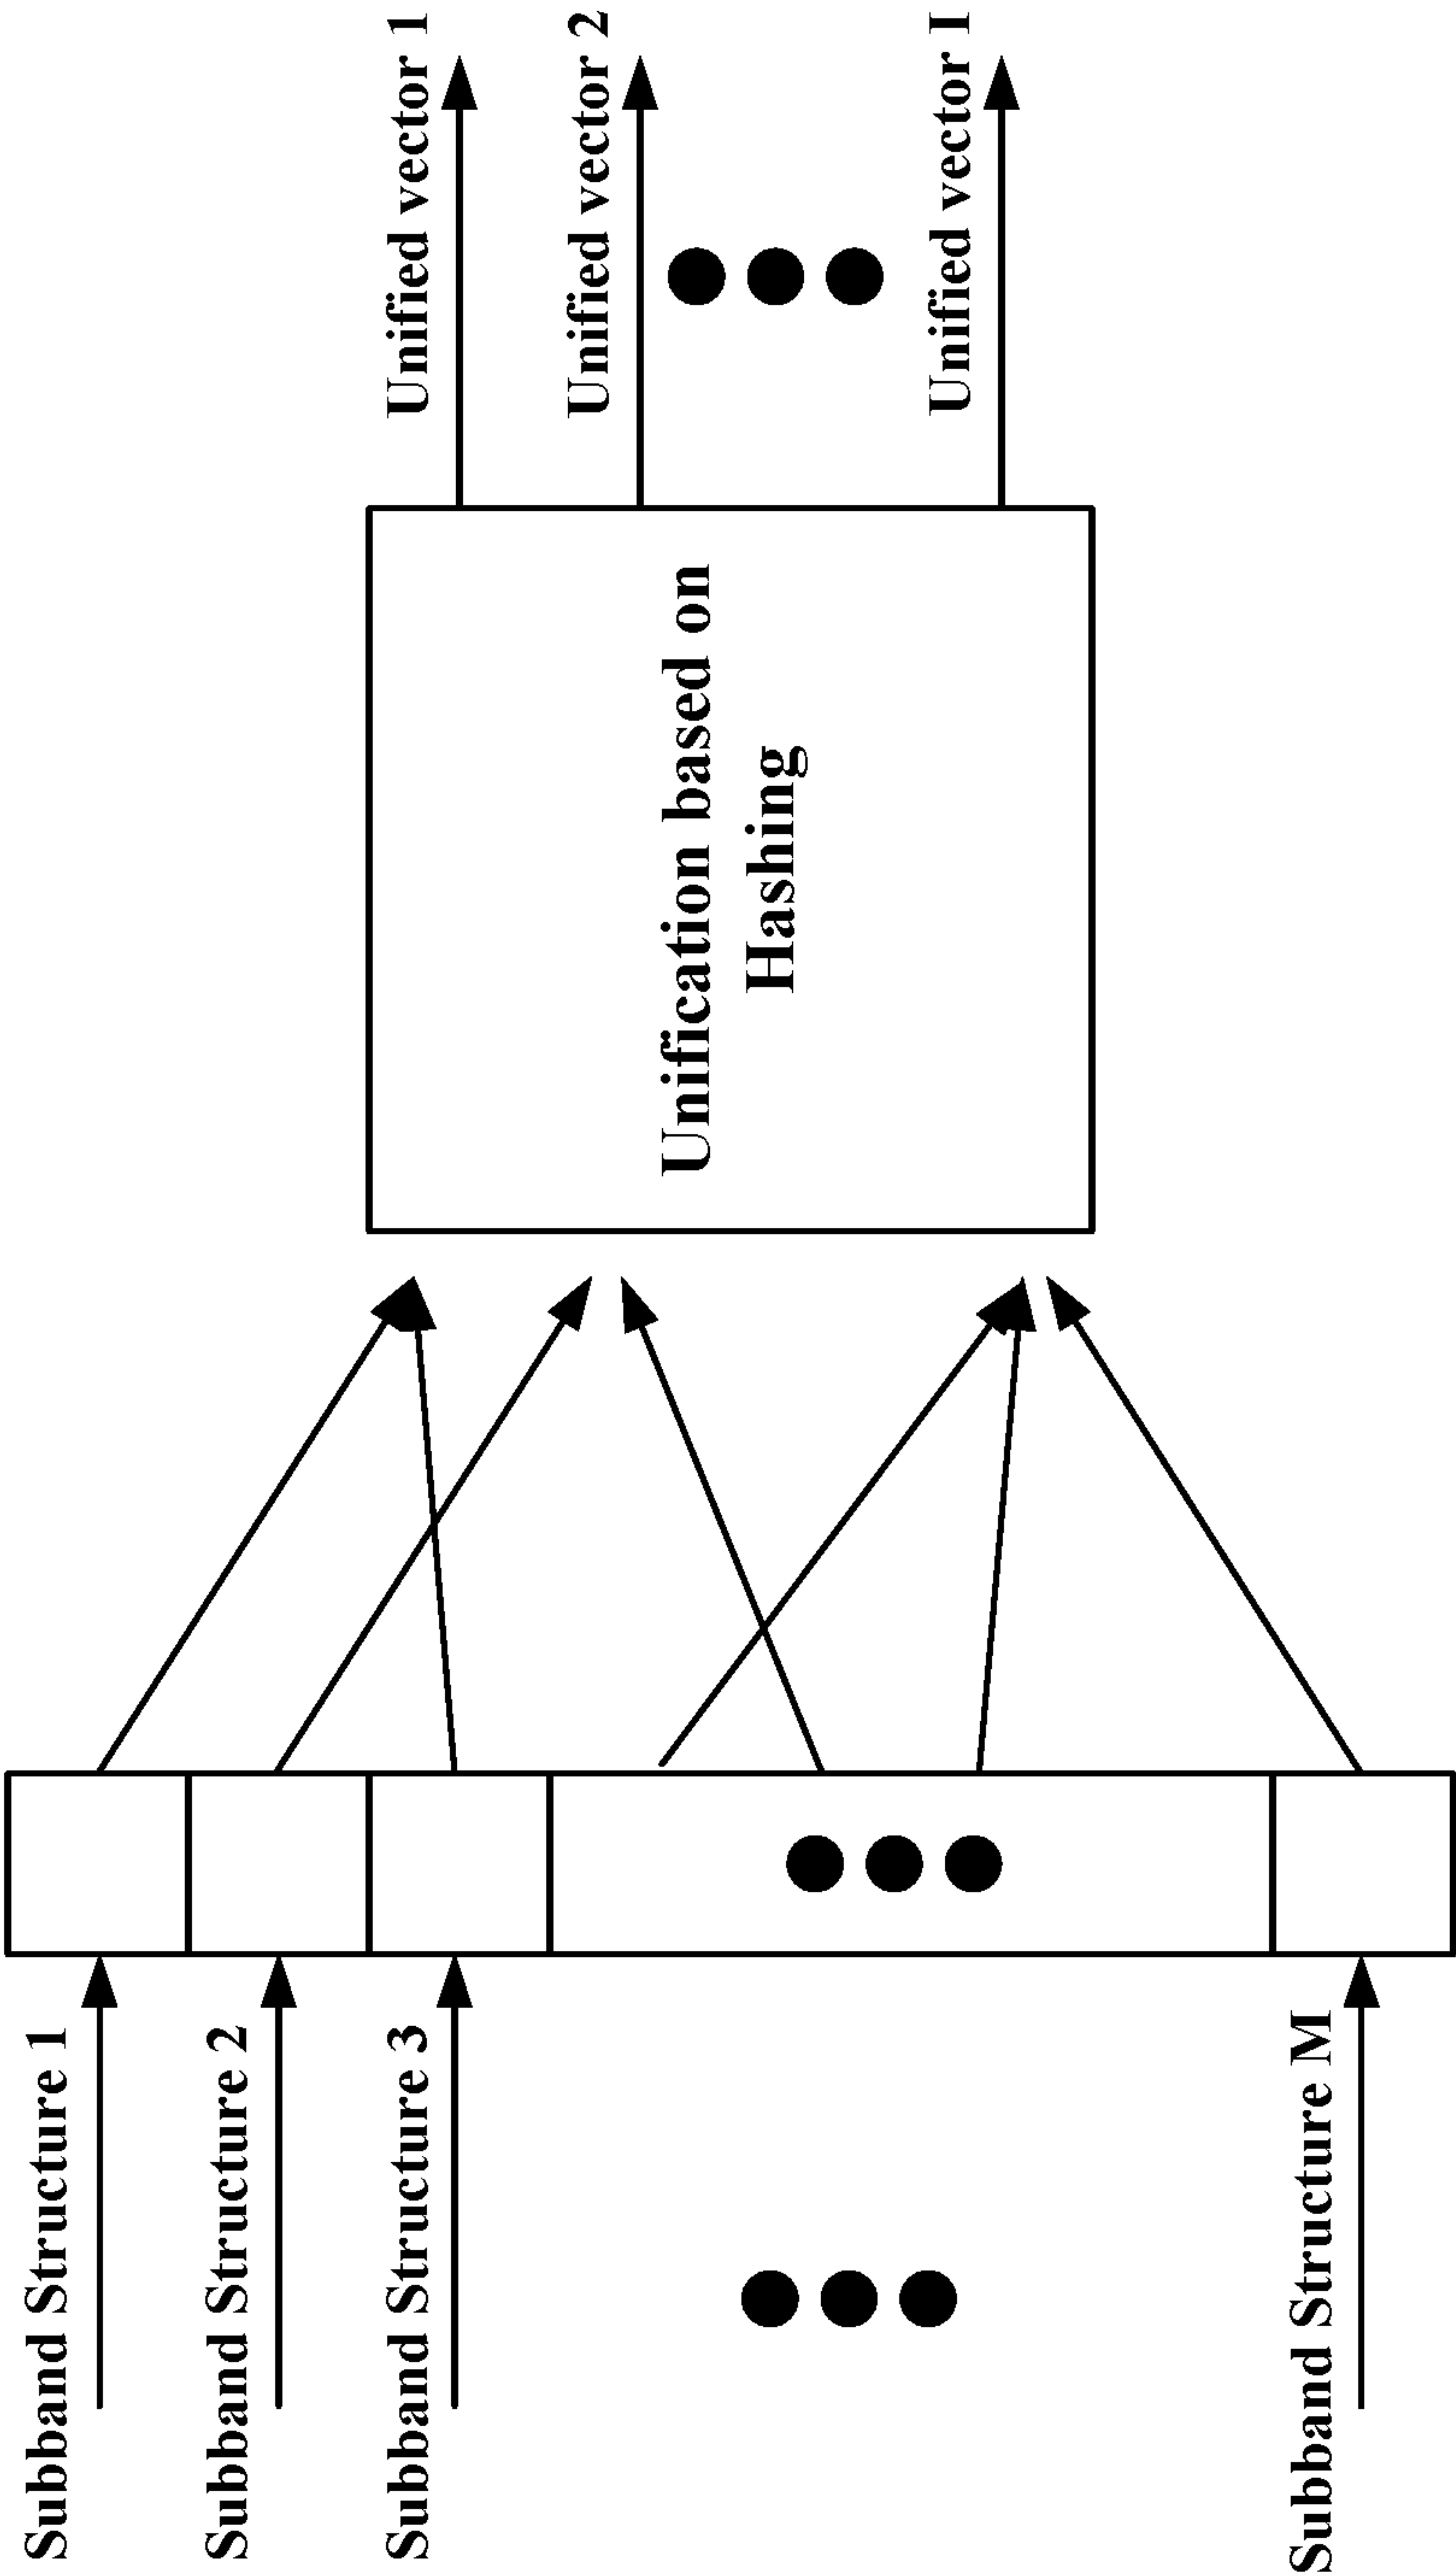 Subband Structure 1
Subband Structure 2
Subband Structure 3
Subband Structure M
Unification based on
Hashing
Unified vector 1
Unified vector 2
Unified vector I